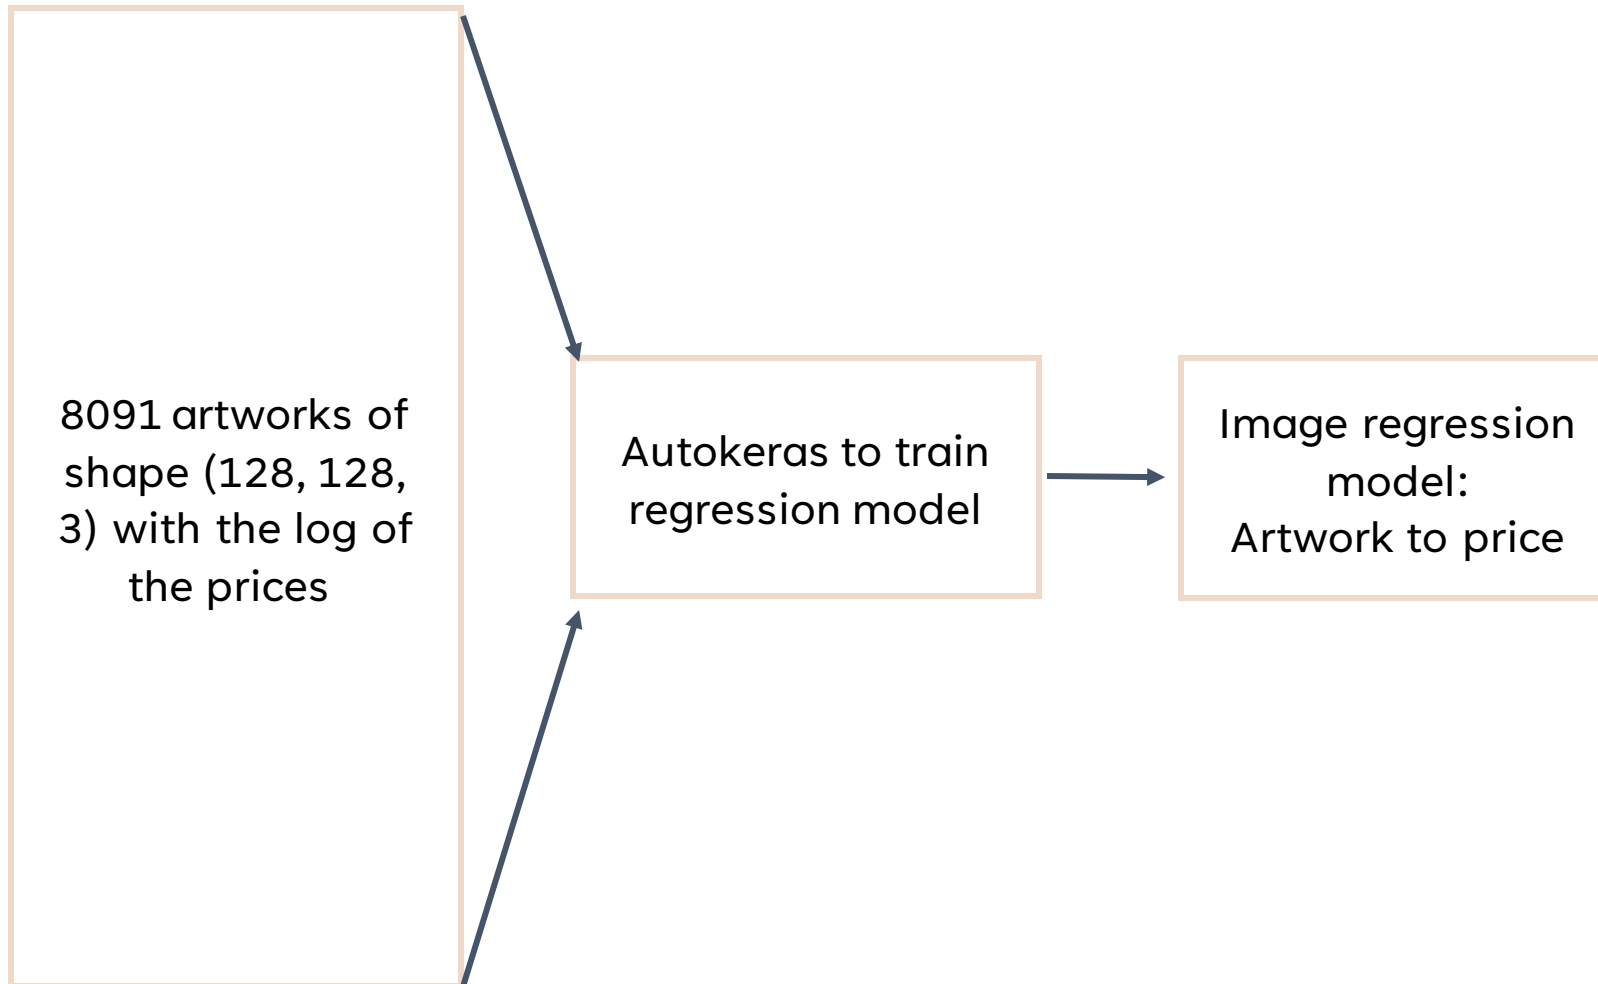 8091 artworks of
shape (128, 128,
3) with the log of
the prices
Autokeras to train
regression model
Image regression
model:
Artwork to price